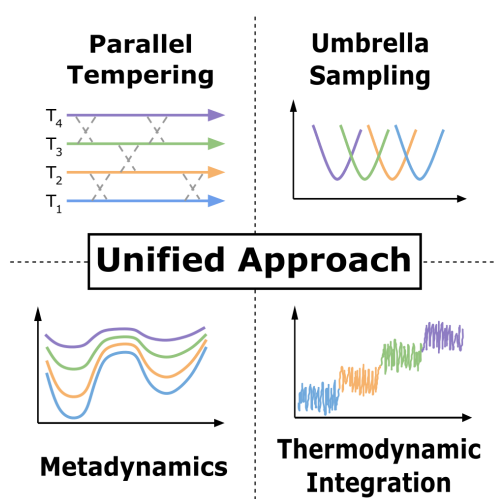 Parallel
Tempering
T4
T3
T2
T1
Umbrella
Sampling
Unified Approach
Metadynamics
Thermodynamic
Integration